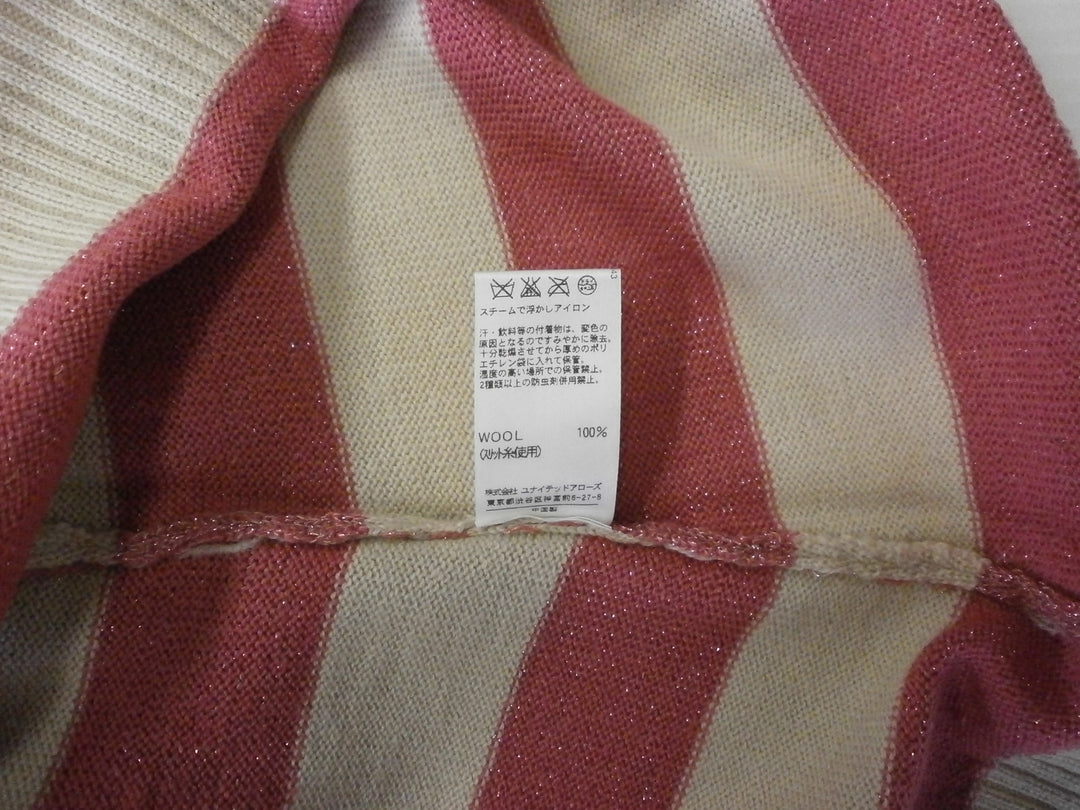 43
スチームで浮かしアイロン
汗・飲料等の付着物は、変色の
原因となるのですみやかに除去。
十分乾燥させてから厚めのポリ
エチレン袋に入れて保管。
湿度の高い場所での保管禁止。
2種類以上の防虫剤併用禁止。
WOOL 100%
(スリット糸使用)
株式会社 ユナイテッドアローズ
東京都渋谷区神宮前6-27-8
中国製